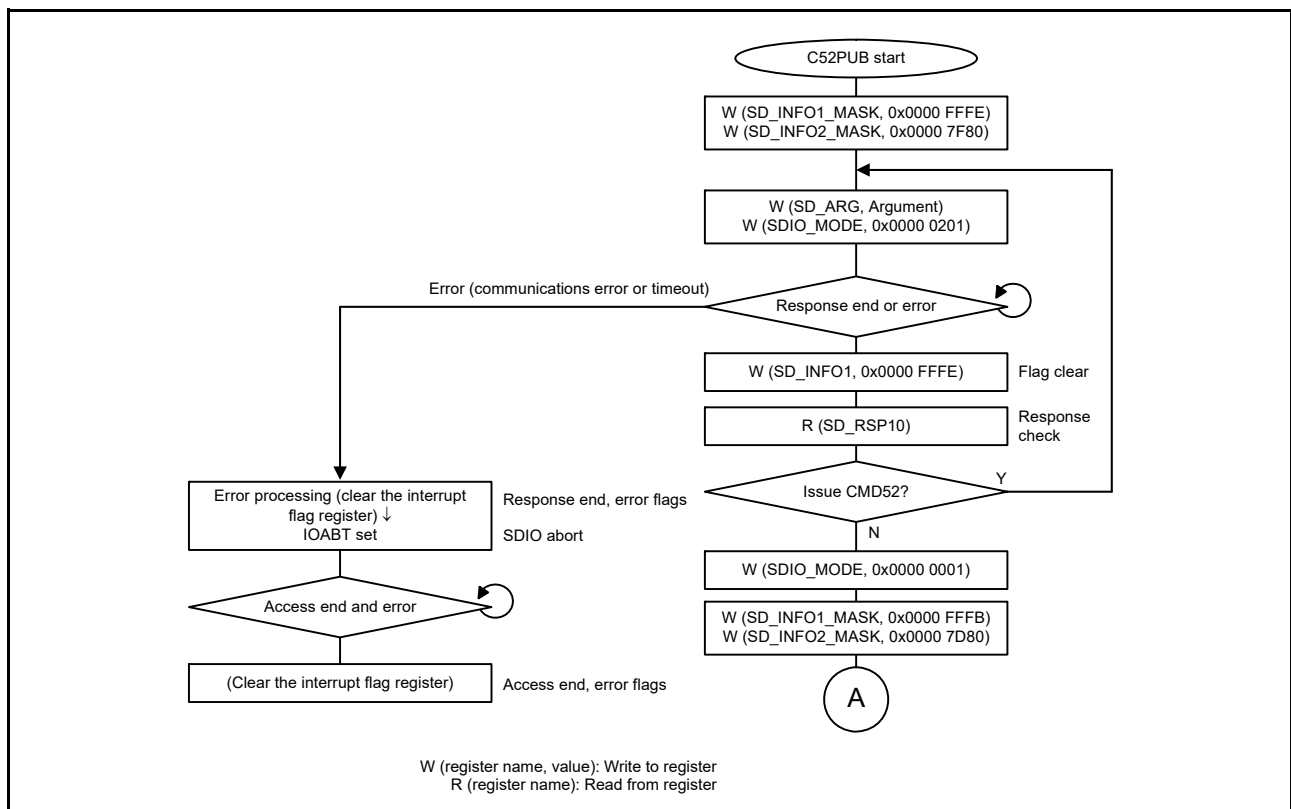 C52PUB start
W (SD_INFO1_MASK, 0x0000 FFFE)
W (SD_INFO2_MASK, 0x0000 7F80)
W (SD_ARG, Argument)
W (SDIO_MODE, 0x0000 0201)
Error (communications error or timeout)
Response end or error
W (SD_INFO1, 0x0000 FFFE)
Flag clear
R (SD_RSP10)
Response
check
Issue CMD52?
Y
N
Error processing (clear the interrupt
flag register) ↓
IOABT set
Response end, error flags
SDIO abort
W (SDIO_MODE, 0x0000 0001)
Access end and error
W (SD_INFO1_MASK, 0x0000 FFFB)
W (SD_INFO2_MASK, 0x0000 7D80)
(Clear the interrupt flag register)
Access end, error flags
A
W (register name, value): Write to register
R (register name): Read from register